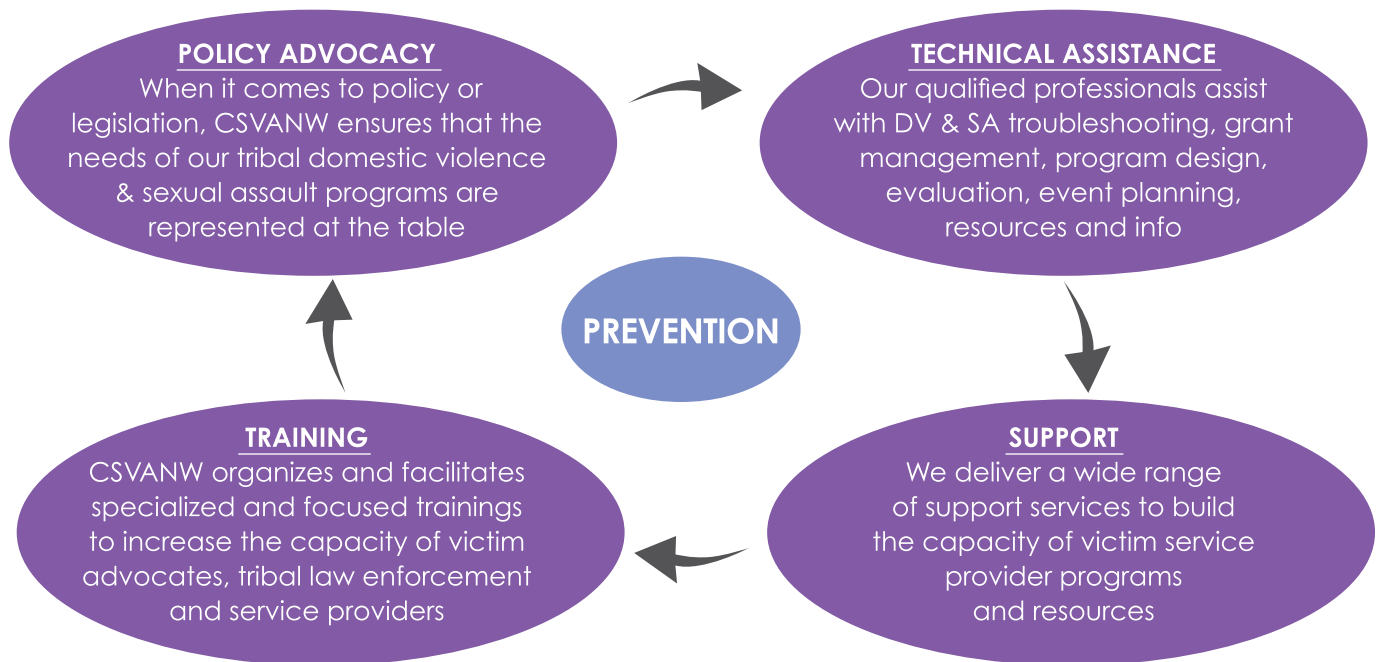 POLICY ADVOCACY
When it comes to policy or
legislation, CSVANW ensures that the
needs of our tribal domestic violence
& sexual assault programs are
represented at the table
TECHNICAL ASSISTANCE
Our qualified professionals assist
with DV & SA troubleshooting, grant
management, program design,
evaluation, event planning,
resources and info
PREVENTION
TRAINING
CSVANW organizes and facilitates
specialized and focused trainings
to increase the capacity of victim
advocates, tribal law enforcement
and service providers
SUPPORT
We deliver a wide range
of support services to build
the capacity of victim service
provider programs
and resources